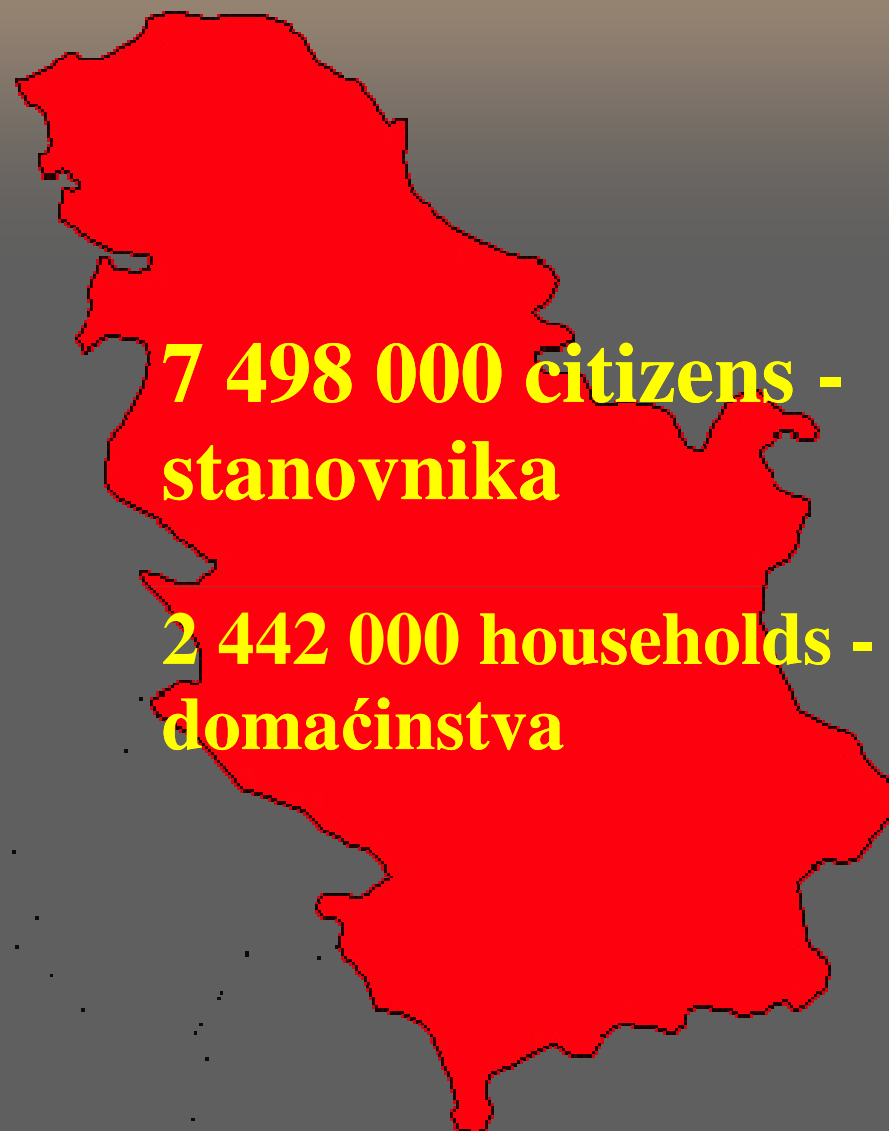 7 498 000 citizens -
stanovnika
2 442 000 households -
domaćinstva